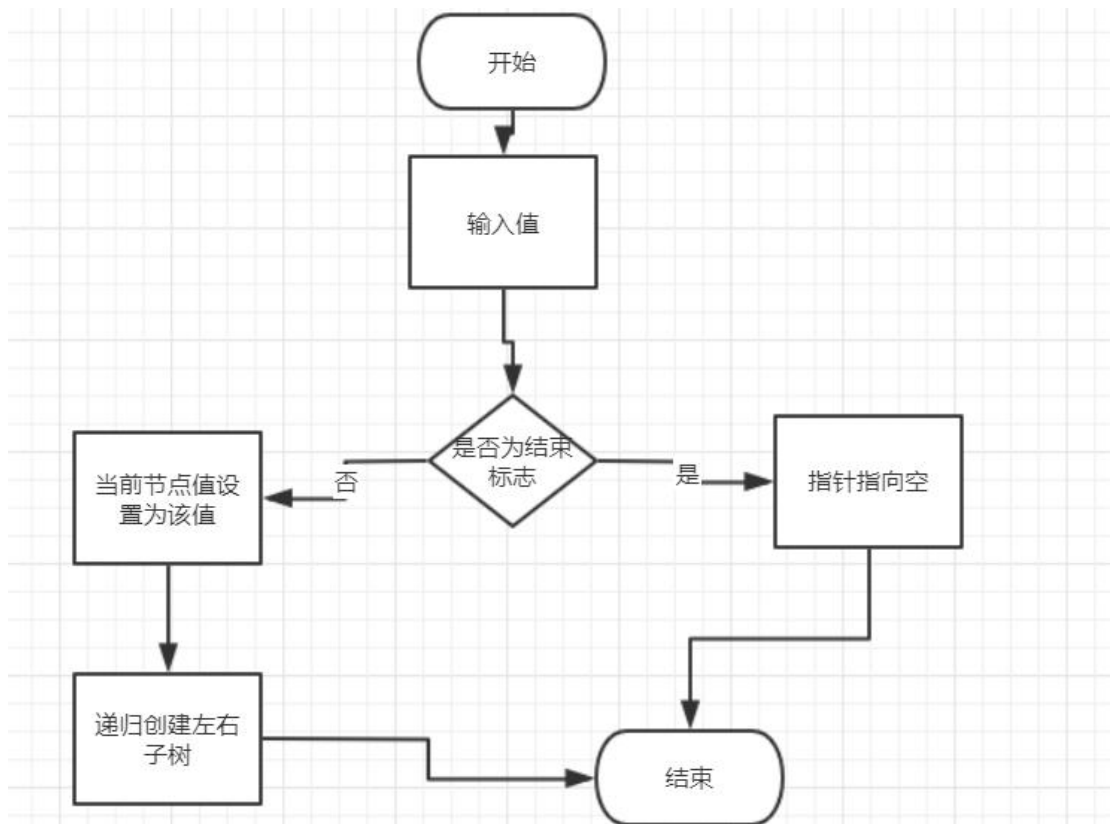 开始
输入值
是否为结束
标志
否
是
当前节点值设
置为该值
指针指向空
递归创建左右
子树
结束